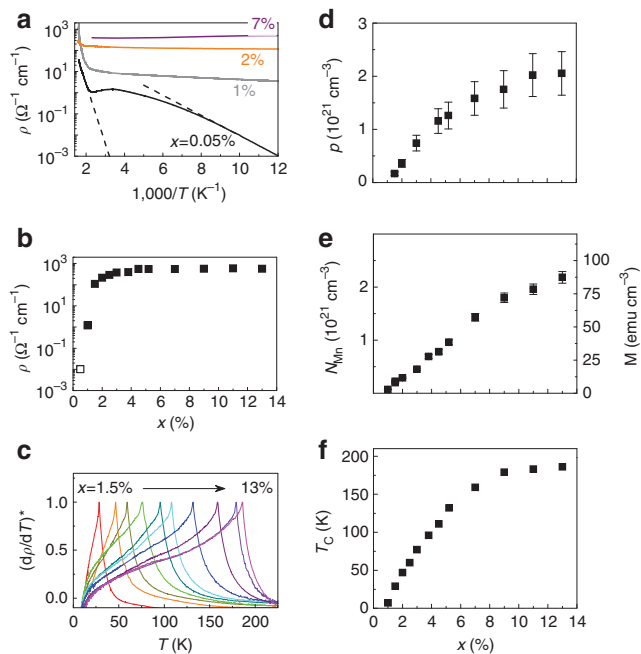 a
10³
10²
10¹
10⁰
10⁻¹
10⁻²
10⁻³
ρ (Ω⁻¹ cm⁻¹)
7%
2%
1%
x=0.05%
2 4 6 8 10 12
1,000/T (K⁻¹)
b
10³
10¹
10⁻¹
10⁻³
ρ (Ω⁻¹ cm⁻¹)
0 2 4 6 8 10 12 14
x (%)
c
x=1.5% 13%
1.0
0.5
0.0
(dρ/dT)*
0 50 100 150 200
T (K)
d
3
2
1
0
p (10²¹ cm⁻³)
e
2
1
N_Mn (10²¹ cm⁻³)
100
75
50
25
0
M (emu cm⁻³)
f
200
150
100
50
0
T_C (K)
0 2 4 6 8 10 12 14
x (%)